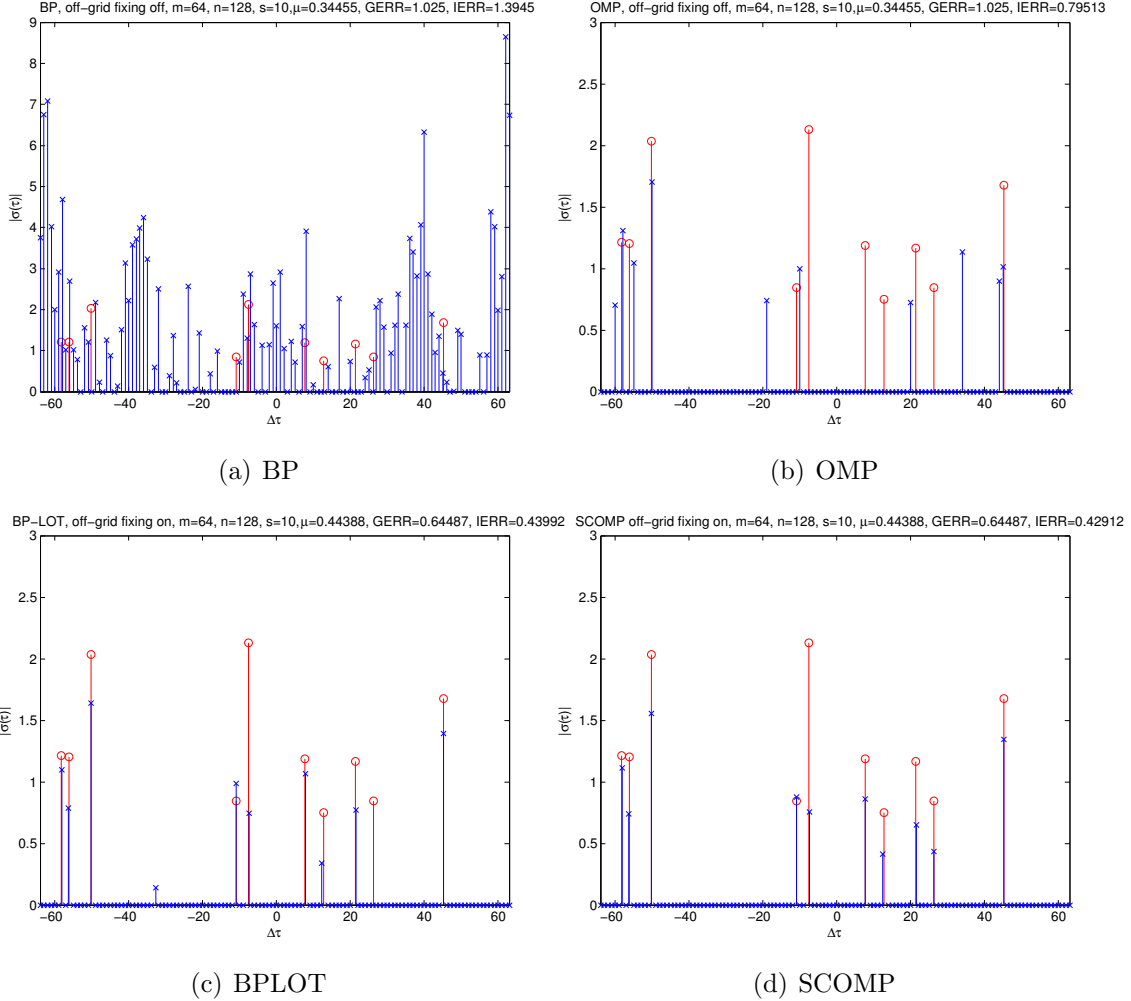 BP, off-grid fixing off, m=64, n=128, s=10,μ=0.34455, GERR=1.025, IERR=1.3945
9
8
7
6
5
4
3
2
1
0
|σ(τ)|
−60 −40 −20 0 20 40 60
Δτ
(a) BP
OMP, off-grid fixing off, m=64, n=128, s=10, μ=0.34455, GERR=1.025, IERR=0.79513
3
2.5
2
1.5
1
0.5
0
|σ(τ)|
−60 −40 −20 0 20 40 60
Δτ
(b) OMP
BP−LOT, off-grid fixing on, m=64, n=128, s=10,μ=0.44388, GERR=0.64487, IERR=0.43992
3
2.5
2
1.5
1
0.5
0
|σ(τ)|
−60 −40 −20 0 20 40 60
Δτ
(c) BPLOT
SCOMP off-grid fixing on, m=64, n=128, s=10, μ=0.44388, GERR=0.64487, IERR=0.42912
3
2.5
2
1.5
1
0.5
0
|σ(τ)|
−60 −40 −20 0 20 40 60
Δτ
(d) SCOMP